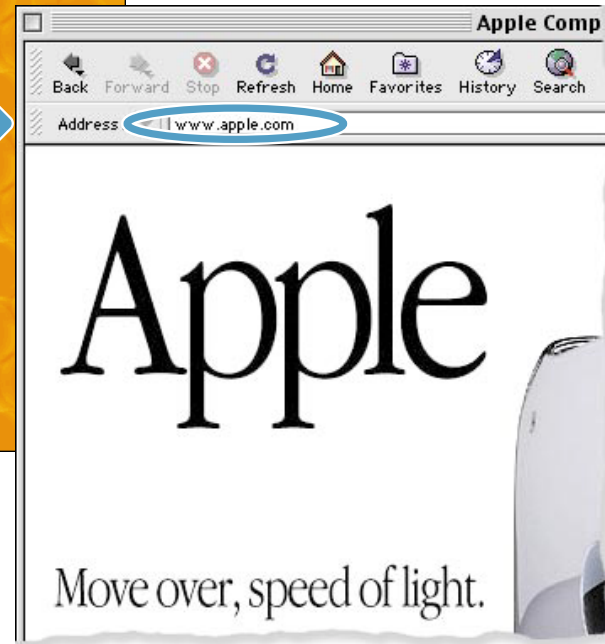 Apple Comp
Back Forward Stop Refresh Home Favorites History Search
Address www.apple.com
Apple
Move over, speed of light.